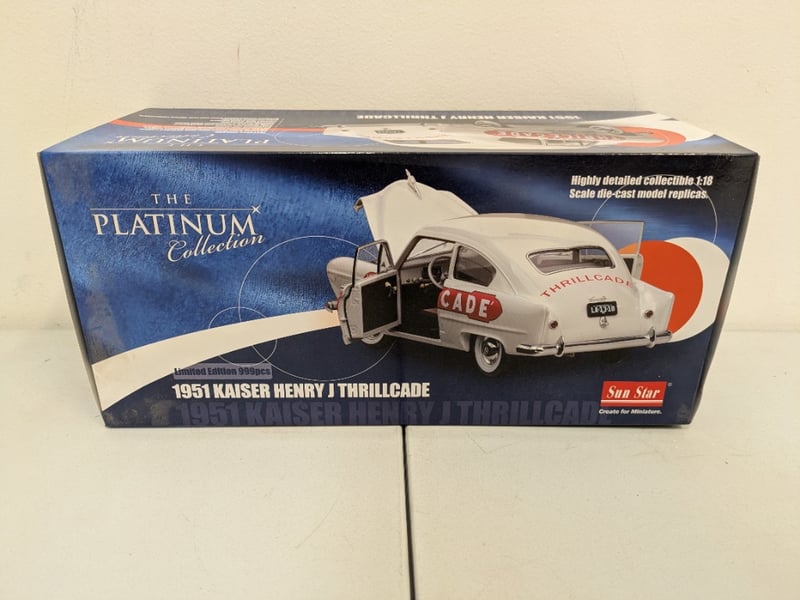 1951 KAISER HENRY J THRILLCADE
PLATINUM
THE
PLATINUM
Collection
Highly detailed collectible 1:18
Scale die-cast model replicas.
THRILLCADE
CADE
Limited Edition 999pcs
1951 KAISER HENRY J THRILLCADE
1951 KAISER HENRY J THRILLCADE
Sun Star
®
Create for Miniature.